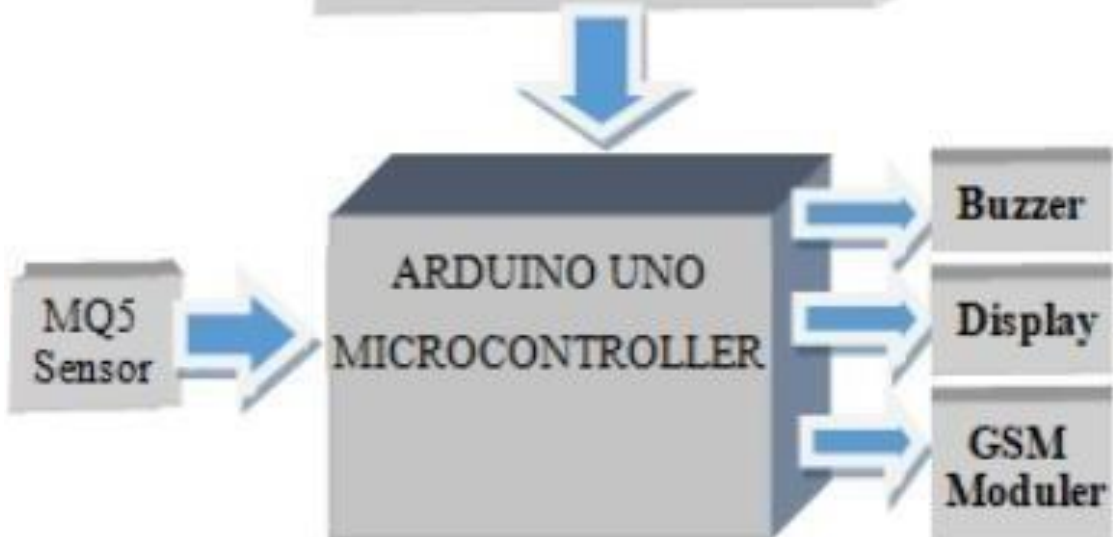 ARDUINO UNO
MICROCONTROLLER
MQ5
Sensor
Buzzer
Display
GSM
Moduler